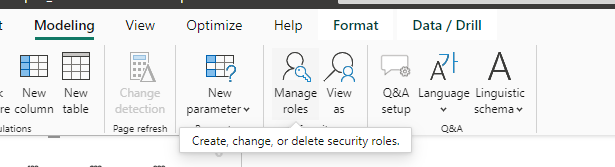 Modeling View Optimize Help Format Data / Drill
New column
New table
Change detection
New parameter
Manage roles
View as
Q&A setup
Language
Linguistic schema
Page refresh
Q&A
Create, change, or delete security roles.